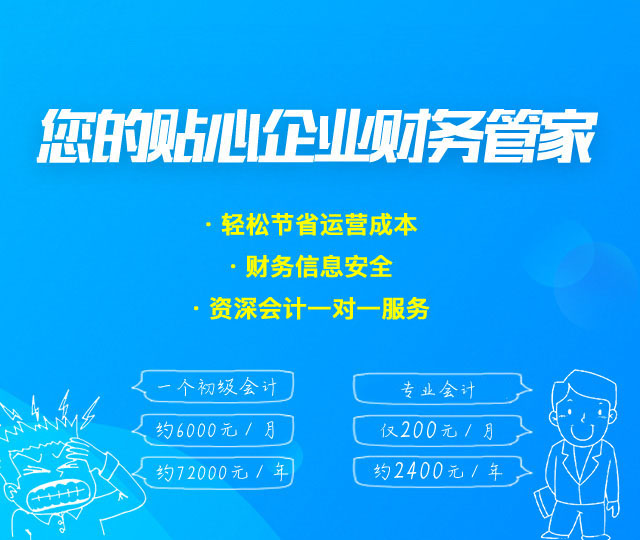 您的贴心企业财务管家
· 轻松节省运营成本
· 财务信息安全
· 资深会计一对一服务
一个初级会计
约6000元 / 月
约72000元 / 年
专业会计
仅200元 / 月
约2400元 / 年